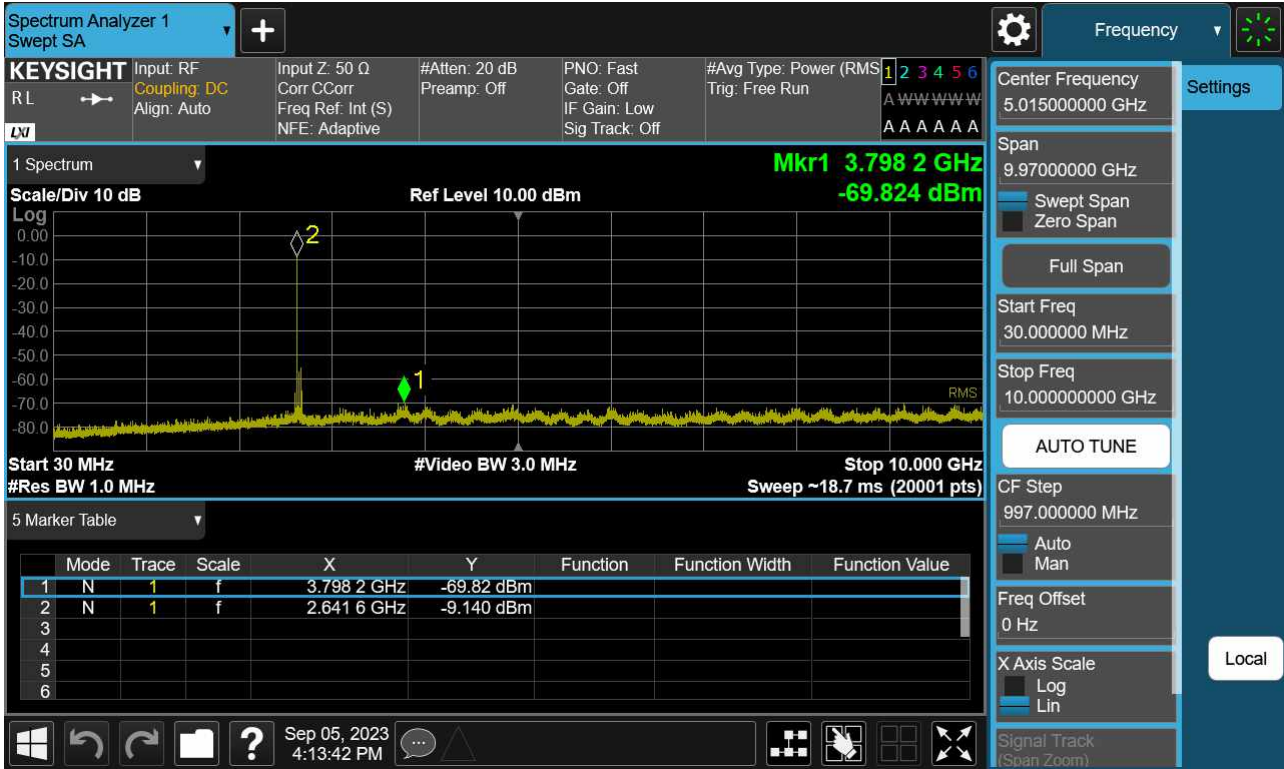 Spectrum Analyzer 1
Swept SA
Frequency
KEYSIGHT
RL
LXI
Input: RF
Coupling: DC
Align: Auto
Input Z: 50 Ω
Corr CCorr
Freq Ref: Int (S)
NFE: Adaptive
#Atten: 20 dB
Preamp: Off
PNO: Fast
Gate: Off
IF Gain: Low
Sig Track: Off
#Avg Type: Power (RMS
Trig: Free Run
1 2 3 4 5 6
A W W W W W
A A A A A A
1 Spectrum
Mkr1 3.798 2 GHz
Scale/Div 10 dB
Ref Level 10.00 dBm
-69.824 dBm
Log
0.00
-10.0
-20.0
-30.0
-40.0
-50.0
-60.0
-70.0
-80.0
2
1
RMS
Start 30 MHz
#Video BW 3.0 MHz
Stop 10.000 GHz
#Res BW 1.0 MHz
Sweep ~18.7 ms (20001 pts)
5 Marker Table
Mode Trace Scale X Y Function Function Width Function Value
1 N 1 f 3.798 2 GHz -69.82 dBm
2 N 1 f 2.641 6 GHz -9.140 dBm
3
4
5
6
Sep 05, 2023
4:13:42 PM
Center Frequency
5.015000000 GHz
Settings
Span
9.97000000 GHz
Swept Span
Zero Span
Full Span
Start Freq
30.000000 MHz
Stop Freq
10.000000000 GHz
AUTO TUNE
CF Step
997.000000 MHz
Auto
Man
Freq Offset
0 Hz
X Axis Scale
Log
Lin
Local
Signal Track
(Span Zoom)